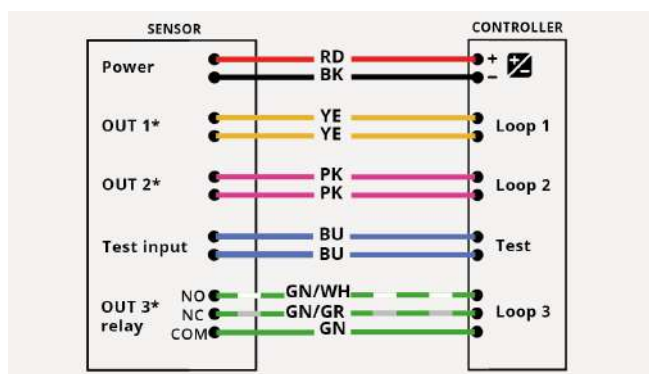 SENSOR CONTROLLER
Power RD + 
BK -
OUT 1* YE Loop 1
YE
OUT 2* PK Loop 2
PK
Test input BU Test
BU
NO GN/WH
OUT 3* NC GN/GR Loop 3
relay COM GN